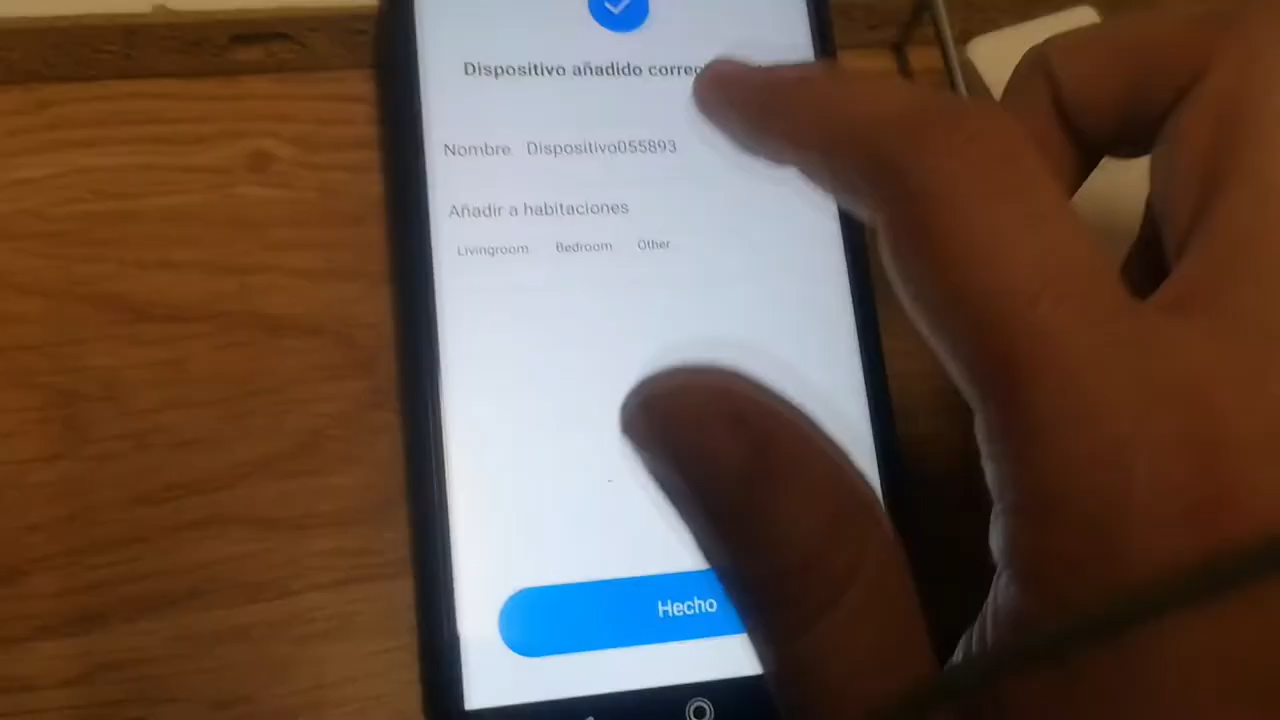 Dispositivo añadido
Nombre Dispositivo055893
Añadir a habitaciones
Livingroom Bedroom Other
Hecho